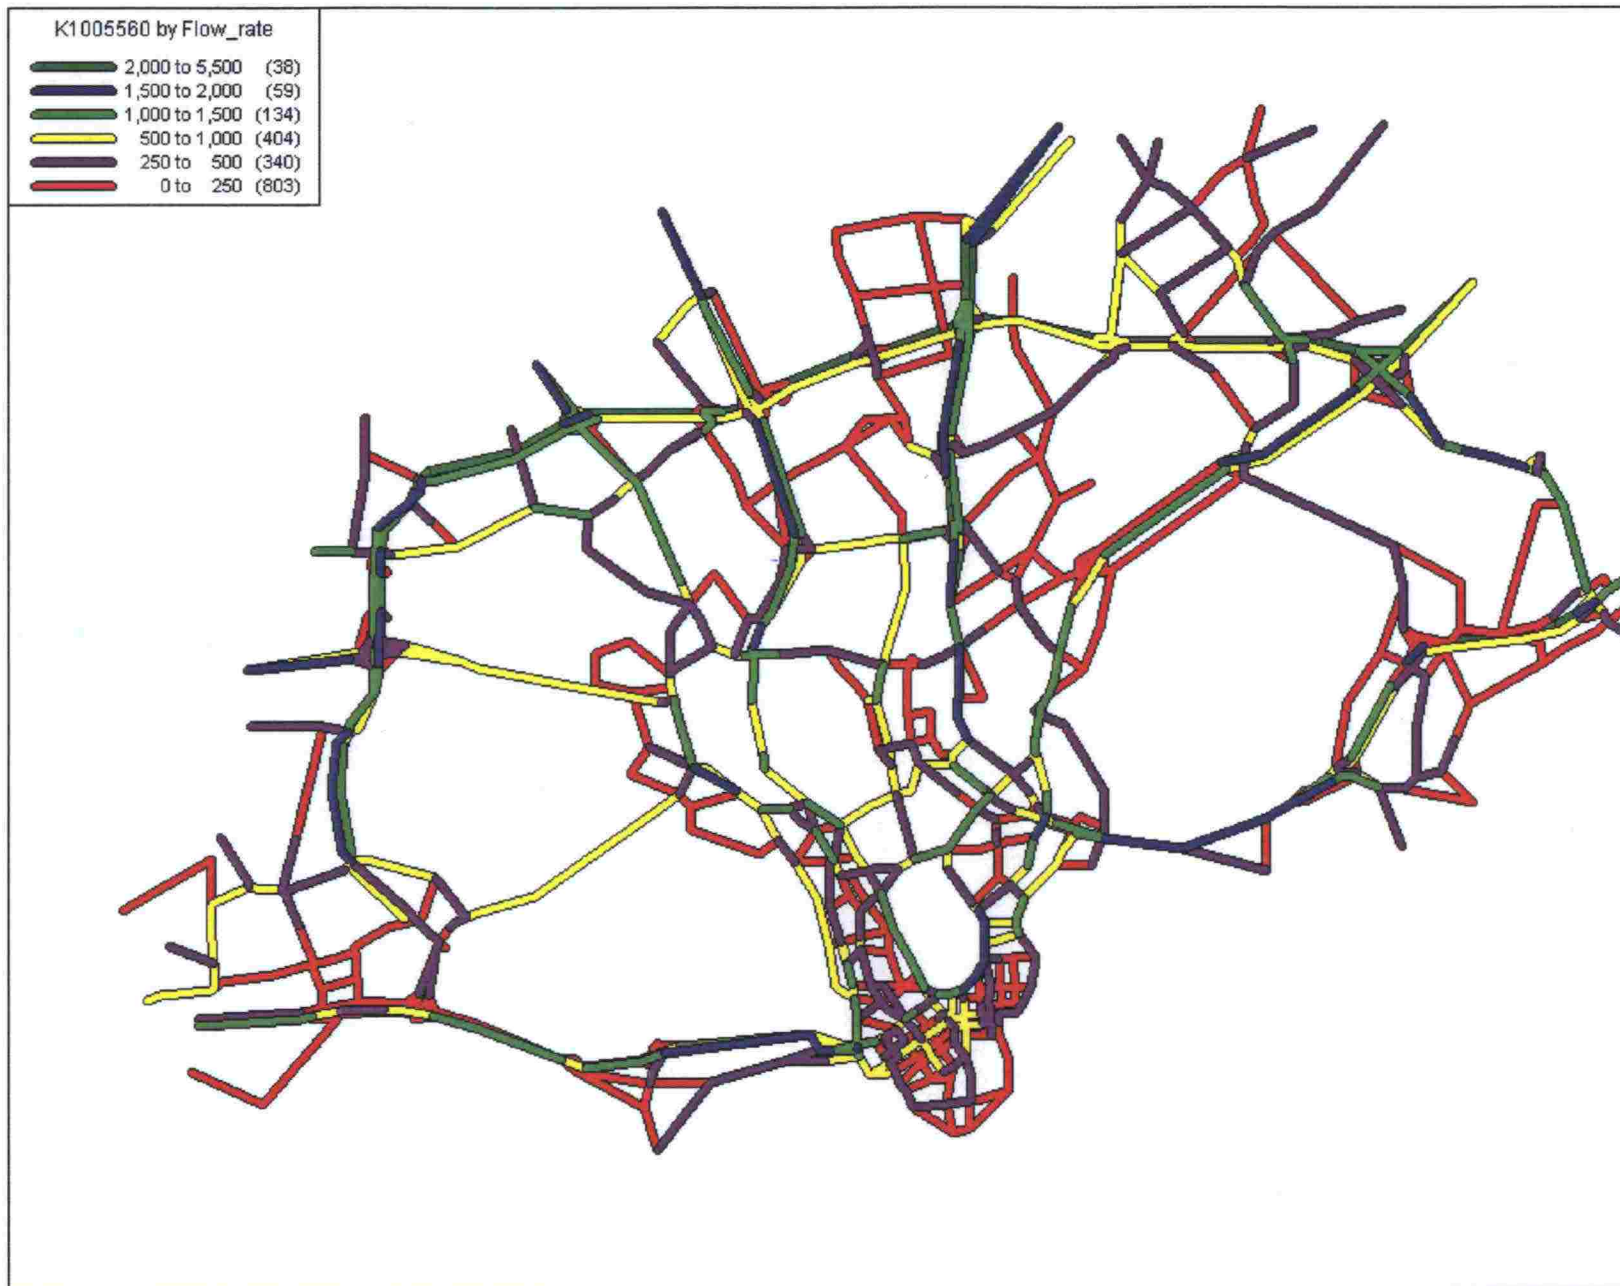 K1005560 by Flow_rate
2,000 to 5,500 (38)
1,500 to 2,000 (59)
1,000 to 1,500 (134)
500 to 1,000 (404)
250 to 500 (340)
0 to 250 (803)